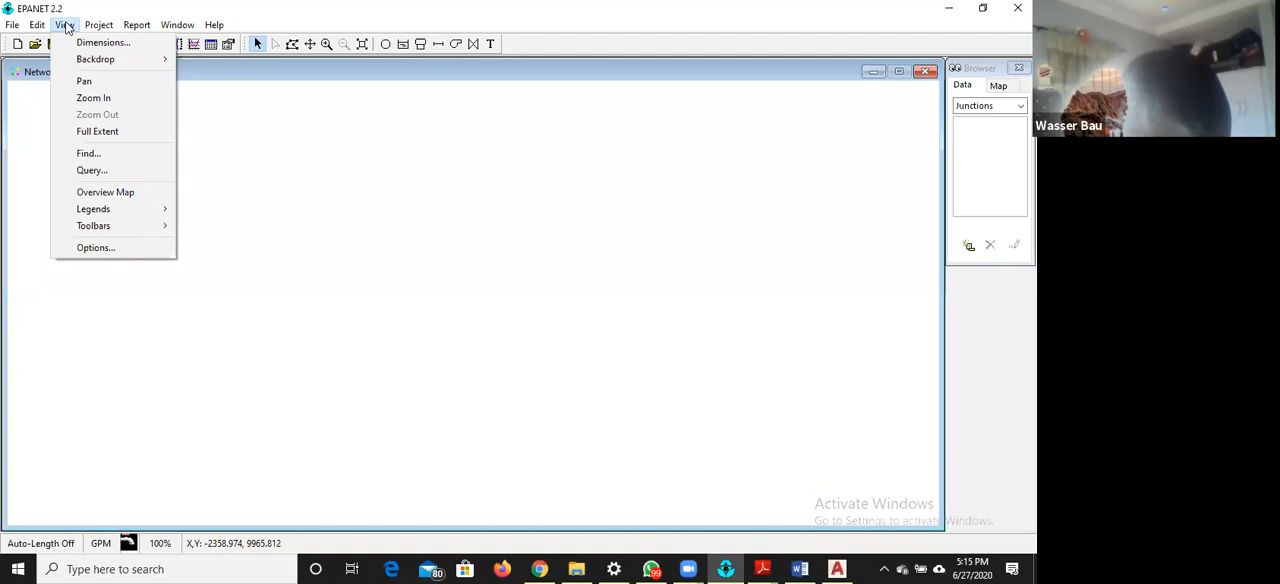 EPANET 2.2
File Edit View Project Report Window Help
Netwo
Dimensions...
Backdrop
Pan
Zoom In
Zoom Out
Full Extent
Find...
Query...
Overview Map
Legends
Toolbars
Options...
T
Browser
Data Map
Junctions
Wasser Bau
Activate Windows
Go to Settings to activate Windows.
Auto-Length Off GPM 100% X,Y: -2358.974, 9965.812
Type here to search
80
99
5:15 PM
6/27/2020